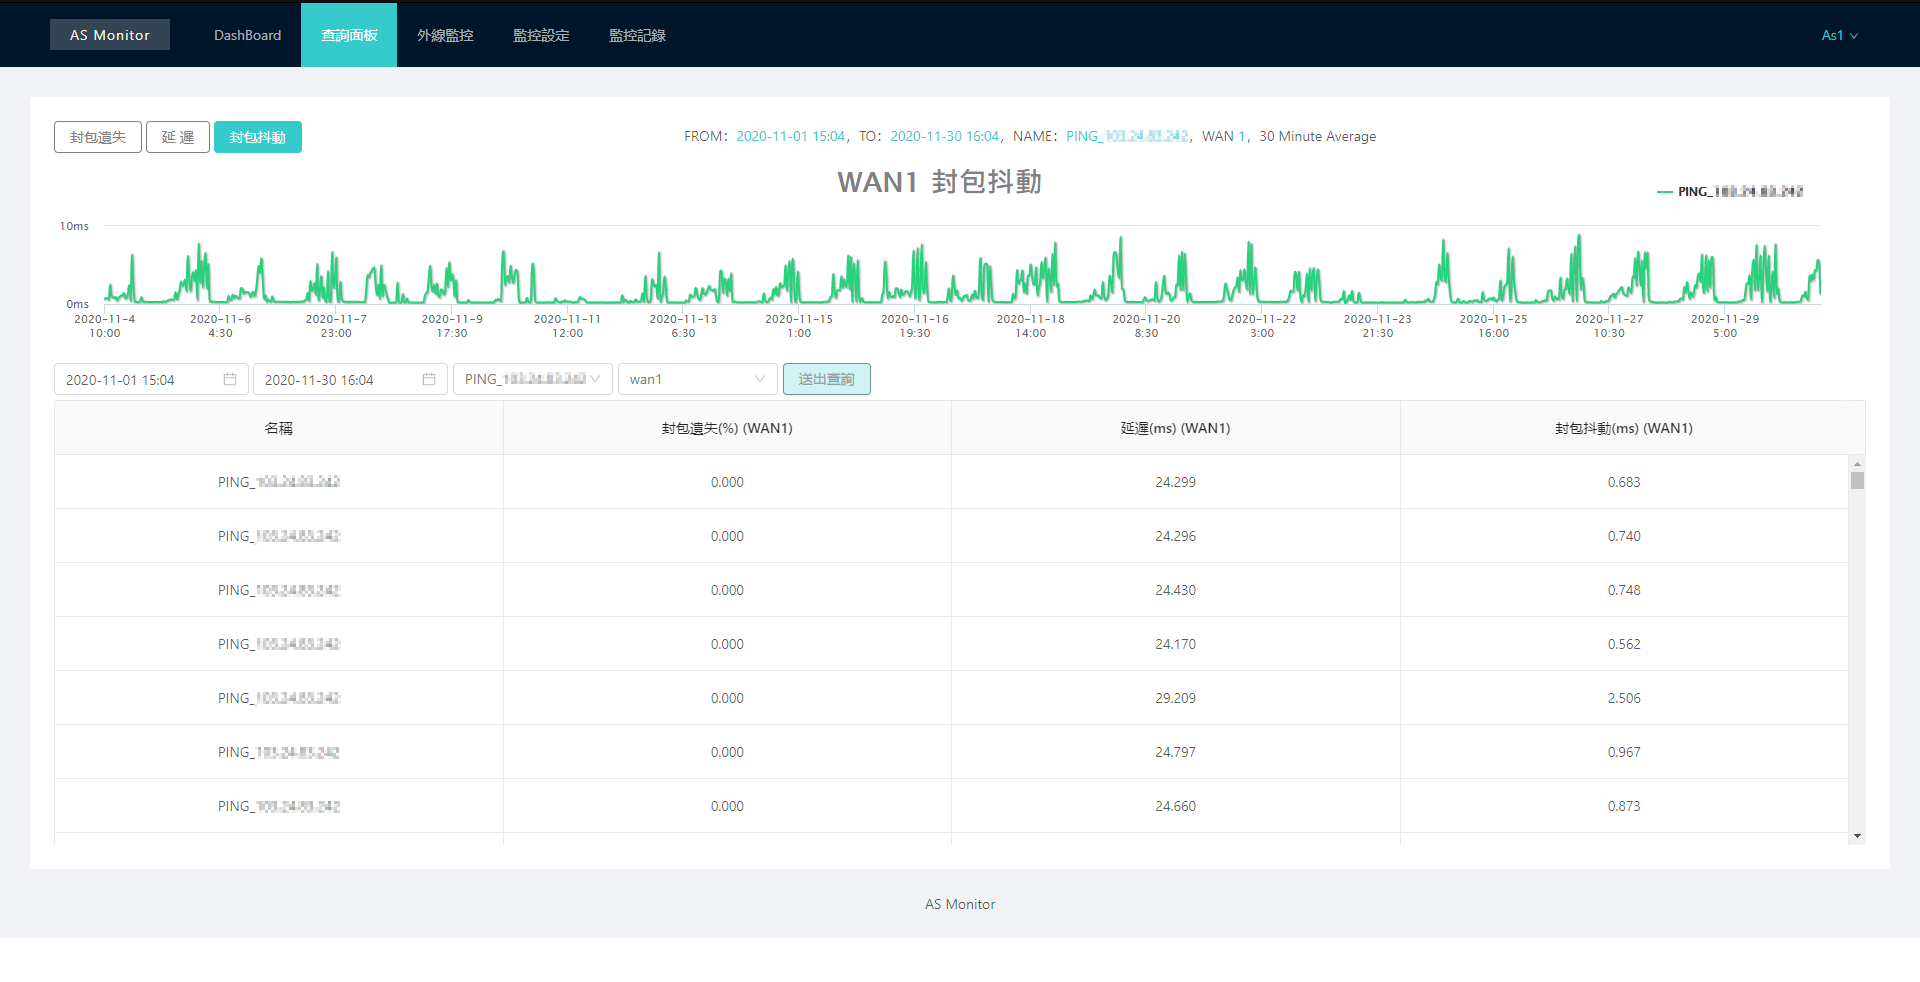 AS Monitor DashBoard 查詢面板 外線監控 監控設定 監控記錄 As1
封包遺失 延 遲 封包抖動 FROM: 2020-11-01 15:04, TO: 2020-11-30 16:04, NAME: PING_ , WAN 1, 30 Minute Average
WAN1 封包抖動
PING_
10ms
0ms
2020-11-4 2020-11-6 2020-11-7 2020-11-9 2020-11-11 2020-11-13 2020-11-15 2020-11-16 2020-11-18 2020-11-20 2020-11-22 2020-11-23 2020-11-25 2020-11-27 2020-11-29
10:00 4:30 23:00 17:30 12:00 6:30 1:00 19:30 14:00 8:30 3:00 21:30 16:00 10:30 5:00
2020-11-01 15:04 2020-11-30 16:04 PING_ wan1 送出查詢
名稱 封包遺失(%) (WAN1) 延遲(ms) (WAN1) 封包抖動(ms) (WAN1)
PING_ 0.000 24.299 0.683
PING_ 0.000 24.296 0.740
PING_ 0.000 24.430 0.748
PING_ 0.000 24.170 0.562
PING_ 0.000 29.209 2.506
PING_ 0.000 24.797 0.967
PING_ 0.000 24.660 0.873
AS Monitor